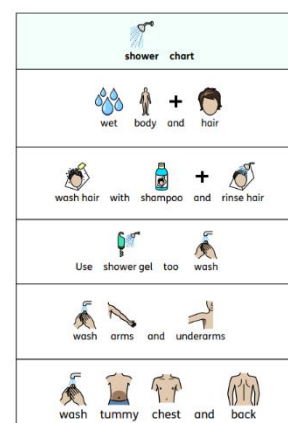 shower chart
wet body and hair
wash hair with shampoo and rinse hair
Use shower gel too wash
wash arms and underarms
wash tummy chest and back